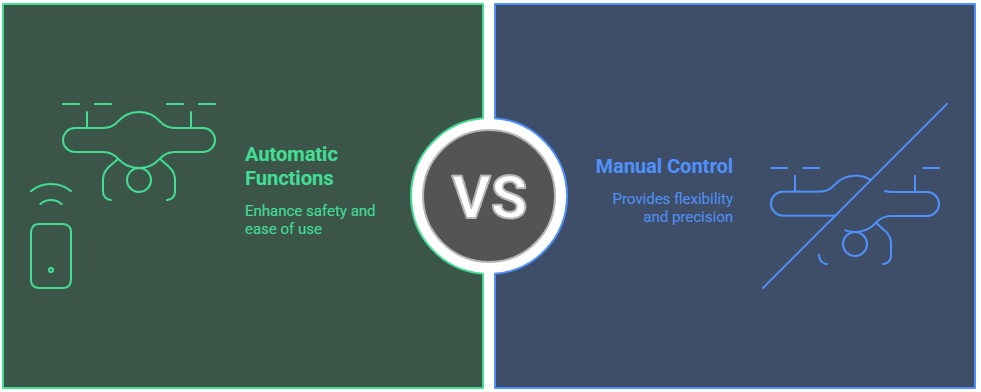 Automatic
Functions
Enhance safety and
ease of use
VS
Manual Control
Provides flexibility
and precision